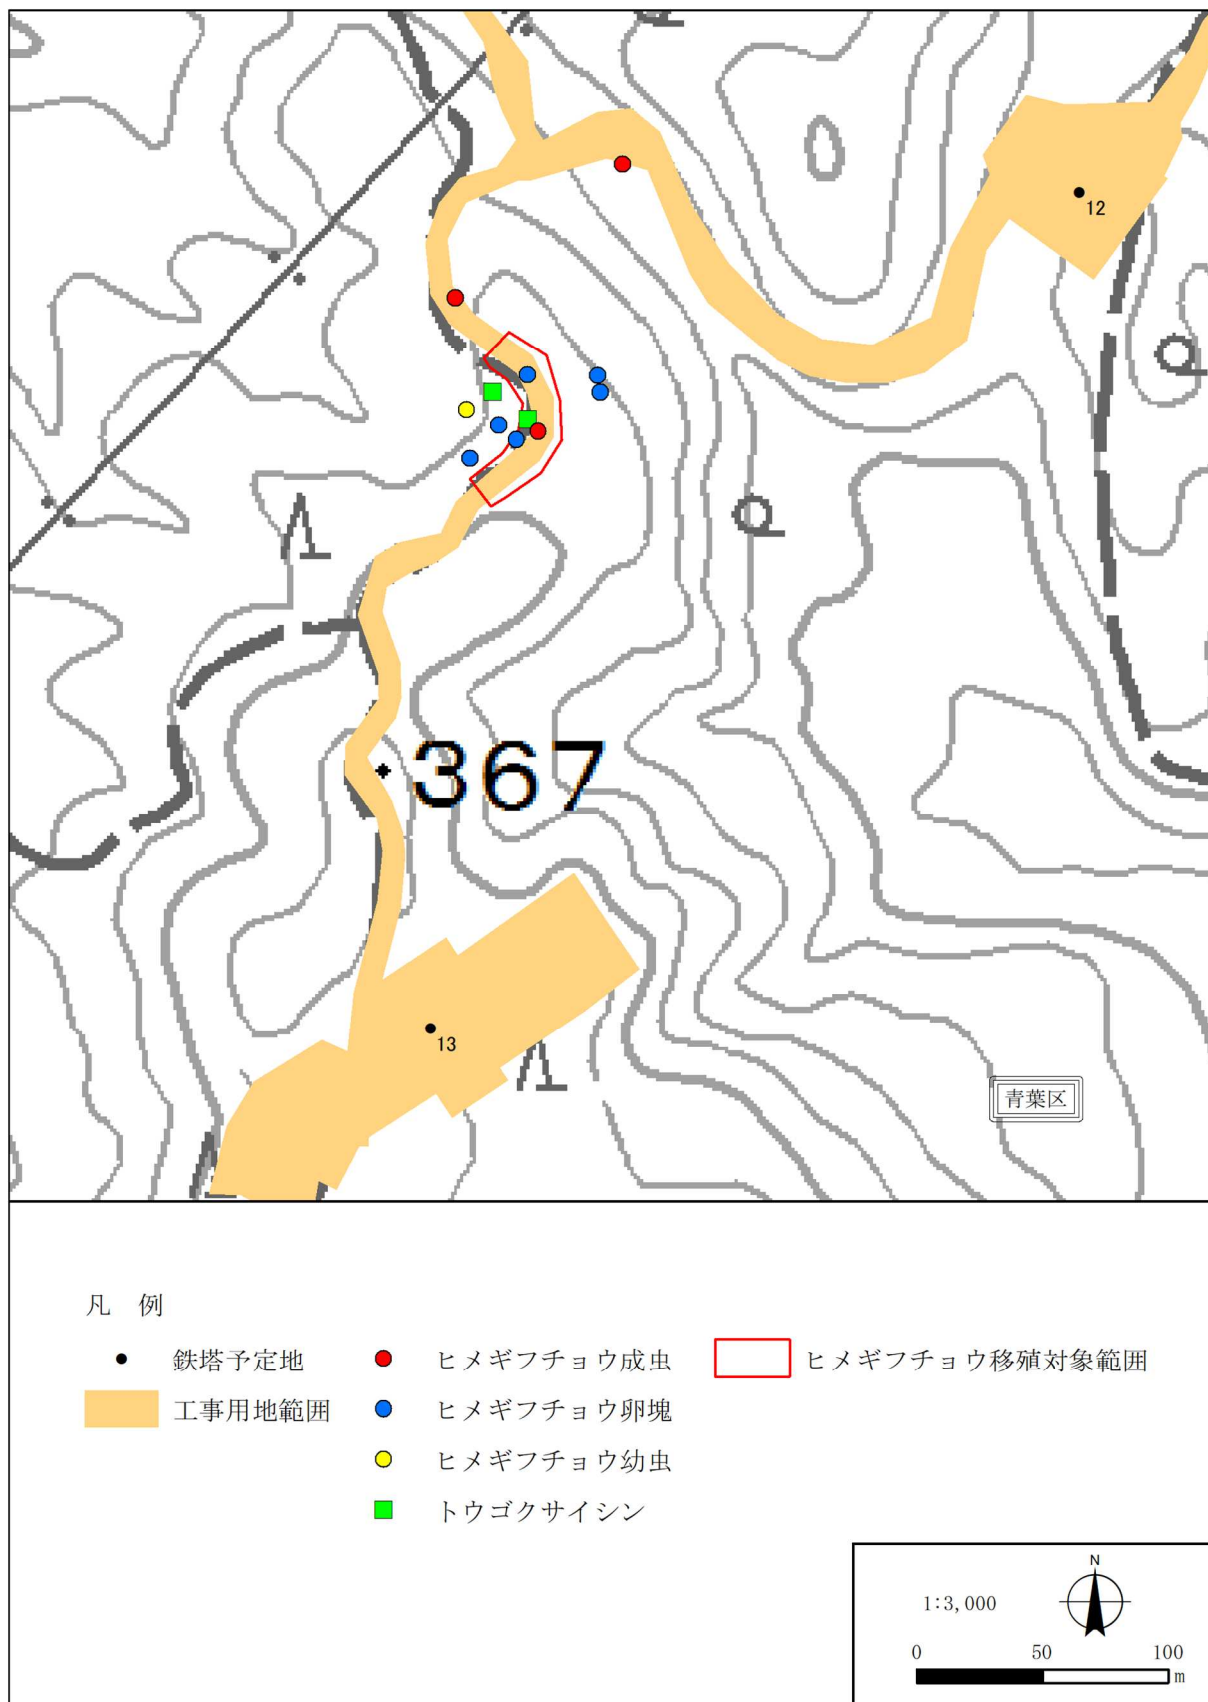 12
367
13
青葉区
凡 例
鉄塔予定地
ヒメギフチョウ成虫
ヒメギフチョウ移殖対象範囲
工事用地範囲
ヒメギフチョウ卵塊
ヒメギフチョウ幼虫
トウゴクサイシン
N
1:3,000
0 50 100
m